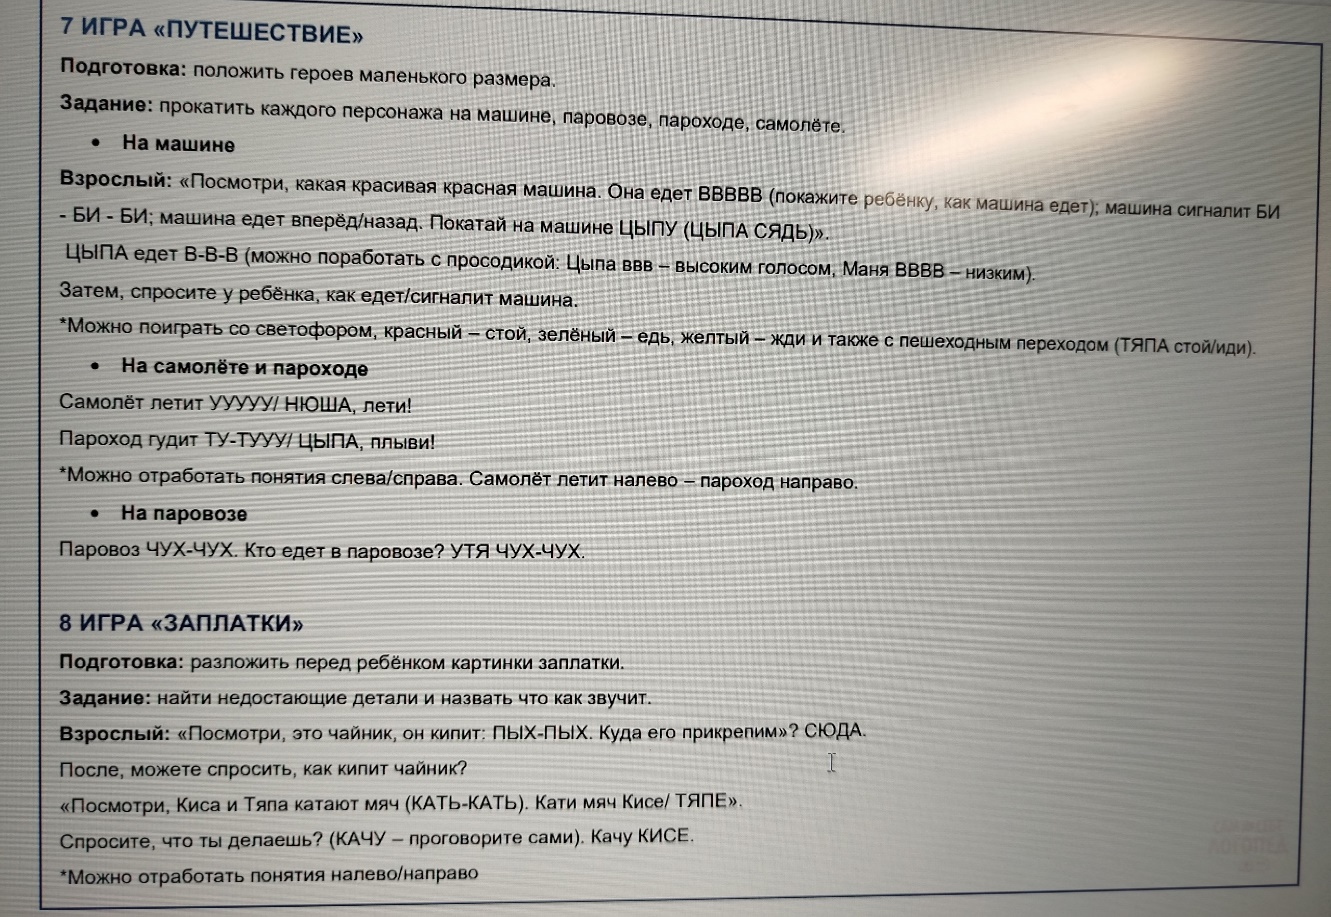 7 ИГРА «ПУТЕШЕСТВИЕ»
Подготовка: положить героев маленького размера.
Задание: прокатить каждого персонажа на машине, паровозе, пароходе, самолёте.
• На машине
Взрослый: «Посмотри, какая красивая красная машина. Она едет ВВВВВ (покажите ребёнку, как машина едет); машина сигналит БИ
- БИ - БИ; машина едет вперёд/назад. Покатай на машине ЦЫПУ (ЦЫПА СЯДЬ)».
ЦЫПА едет В-В-В (можно поработать с просодикой: Цыпа ввв – высоким голосом, Маня ВВВВ – низким).
Затем, спросите у ребёнка, как едет/сигналит машина.
*Можно поиграть со светофором, красный – стой, зелёный – едь, желтый – жди и также с пешеходным переходом (ТЯПА стой/иди).
• На самолёте и пароходе
Самолёт летит УУУУУ/ НЮША, лети!
Пароход гудит ТУ-ТУУУ/ ЦЫПА, плыви!
*Можно отработать понятия слева/справа. Самолёт летит налево – пароход направо.
• На паровозе
Паровоз ЧУХ-ЧУХ. Кто едет в паровозе? УТЯ ЧУХ-ЧУХ.
8 ИГРА «ЗАПЛАТКИ»
Подготовка: разложить перед ребёнком картинки заплатки.
Задание: найти недостающие детали и назвать что как звучит.
Взрослый: «Посмотри, это чайник, он кипит: ПЫХ-ПЫХ. Куда его прикрепим»? СЮДА.
После, можете спросить, как кипит чайник?
«Посмотри, Киса и Тяпа катают мяч (КАТЬ-КАТЬ). Кати мяч Кисе/ ТЯПЕ».
Спросите, что ты делаешь? (КАЧУ – проговорите сами). Качу КИСЕ.
*Можно отработать понятия налево/направо
ЛОГОПЕД